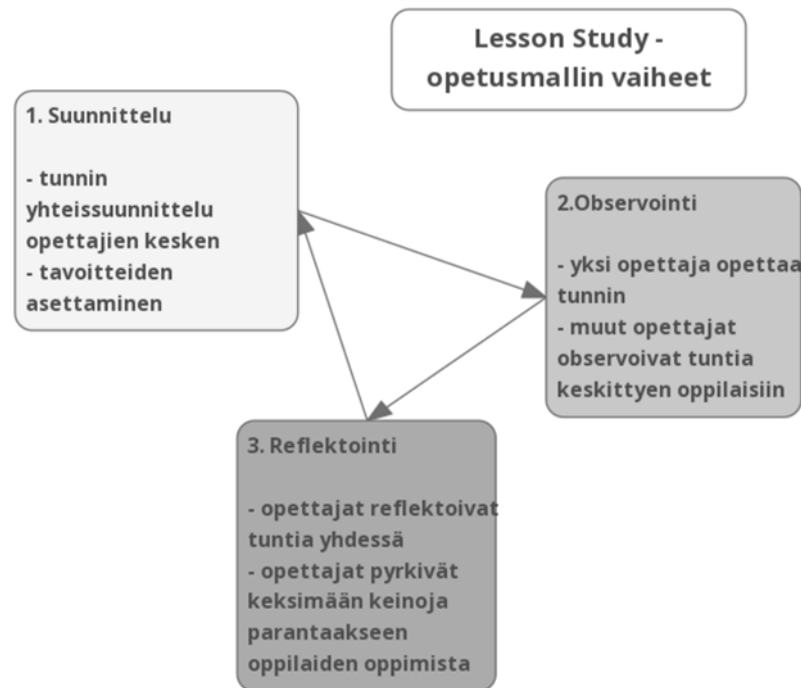 Lesson Study -
opetusmallin vaiheet
1. Suunnittelu
- tunnin
yhteissuunnittelu
opettajien kesken
- tavoitteiden
asettaminen
2.Observointi
- yksi opettaja opettaa
tunnin
- muut opettajat
observoivat tuntia
keskittyen oppilaisiin
3. Reflektointi
- opettajat reflektoivat
tuntia yhdessä
- opettajat pyrkivät
keksimään keinoja
parantaakseen
oppilaiden oppimista